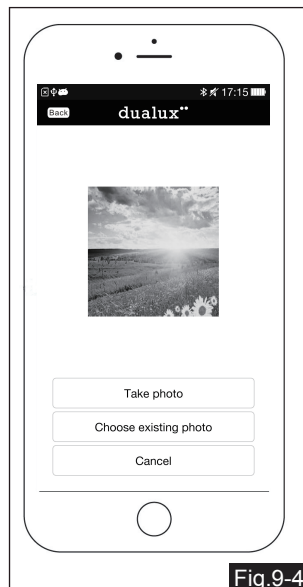 17:15
Back
dualux
Take photo
Choose existing photo
Cancel
Fig.9-4